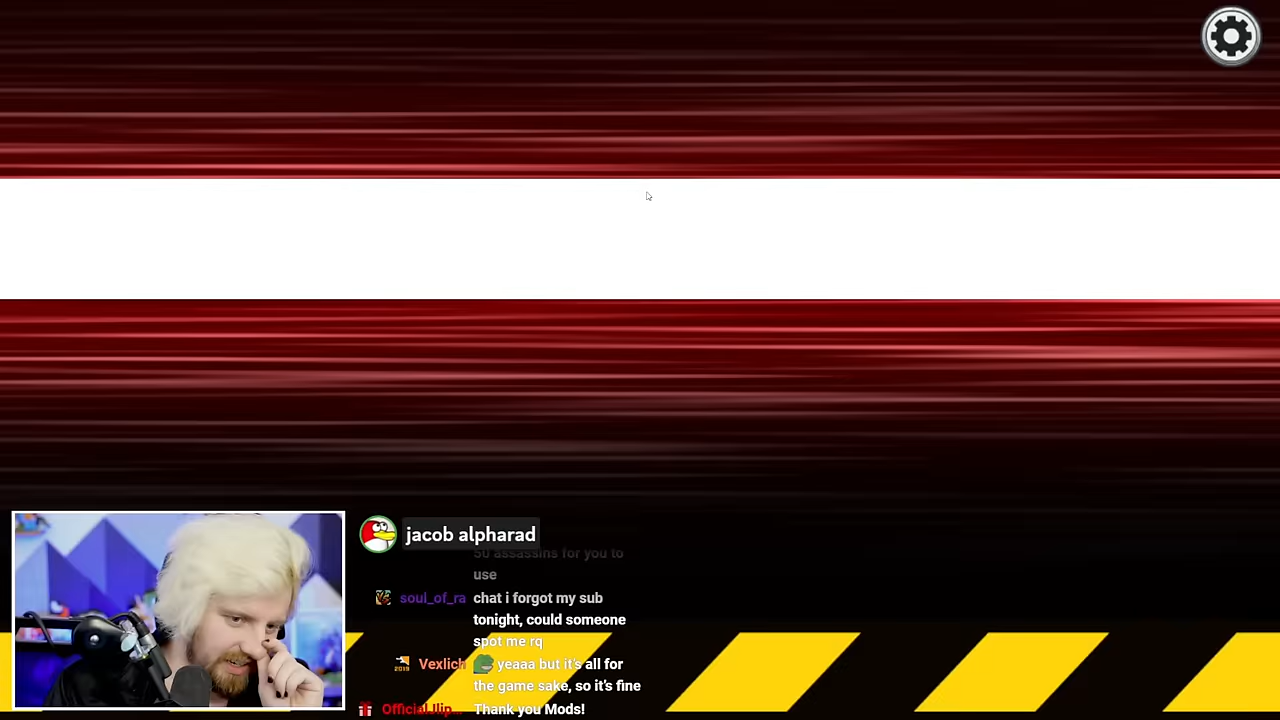 jacob alpharad
50 assassins for you to
use
soul_of_ra chat i forgot my sub
tonight, could someone
spot me rq
Vexlich yeaaa but it's all for
the game sake, so it's fine
Thank you Mods!